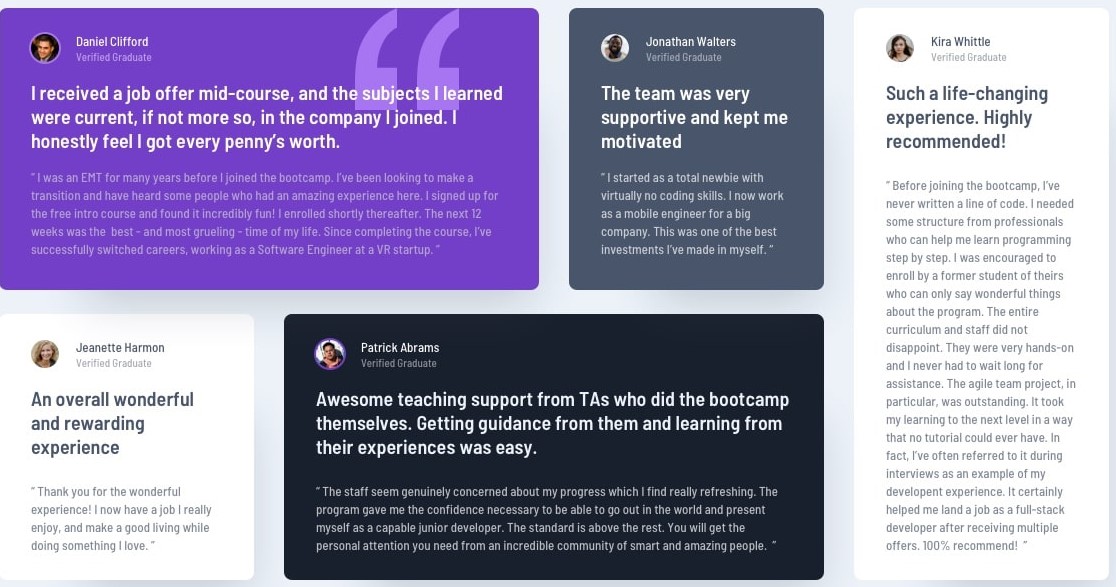 Daniel Clifford
Verified Graduate
I received a job offer mid-course, and the subjects I learned
were current, if not more so, in the company I joined. I
honestly feel I got every penny’s worth.
“ I was an EMT for many years before I joined the bootcamp. I’ve been looking to make a
transition and have heard some people who had an amazing experience here. I signed up for
the free intro course and found it incredibly fun! I enrolled shortly thereafter. The next 12
weeks was the  best - and most grueling - time of my life. Since completing the course, I’ve
successfully switched careers, working as a Software Engineer at a VR startup. ”
Jonathan Walters
Verified Graduate
The team was very
supportive and kept me
motivated
“ I started as a total newbie with
virtually no coding skills. I now work
as a mobile engineer for a big
company. This was one of the best
investments I’ve made in myself. ”
Kira Whittle
Verified Graduate
Such a life-changing
experience. Highly
recommended!
“ Before joining the bootcamp, I’ve
never written a line of code. I needed
some structure from professionals
who can help me learn programming
step by step. I was encouraged to
enroll by a former student of theirs
who can only say wonderful things
about the program. The entire
curriculum and staff did not
disappoint. They were very hands-on
and I never had to wait long for
assistance. The agile team project, in
particular, was outstanding. It took
my learning to the next level in a way
that no tutorial could ever have. In
fact, I’ve often referred to it during
interviews as an example of my
developent experience. It certainly
helped me land a job as a full-stack
developer after receiving multiple
offers. 100% recommend!  ”
Jeanette Harmon
Verified Graduate
An overall wonderful
and rewarding
experience
“ Thank you for the wonderful
experience! I now have a job I really
enjoy, and make a good living while
doing something I love. ”
Patrick Abrams
Verified Graduate
Awesome teaching support from TAs who did the bootcamp
themselves. Getting guidance from them and learning from
their experiences was easy.
“ The staff seem genuinely concerned about my progress which I find really refreshing. The
program gave me the confidence necessary to be able to go out in the world and present
myself as a capable junior developer. The standard is above the rest. You will get the
personal attention you need from an incredible community of smart and amazing people.  ”